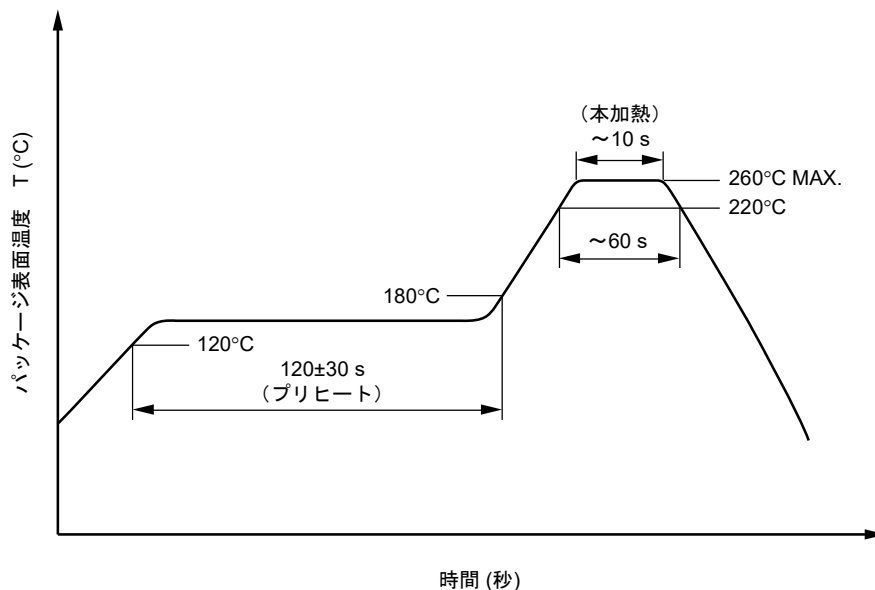 パッケージ表面温度 T (°C)
(本加熱)
~10 s
260°C MAX.
220°C
~60 s
180°C
120°C
120±30 s
(プリヒート)
時間 (秒)